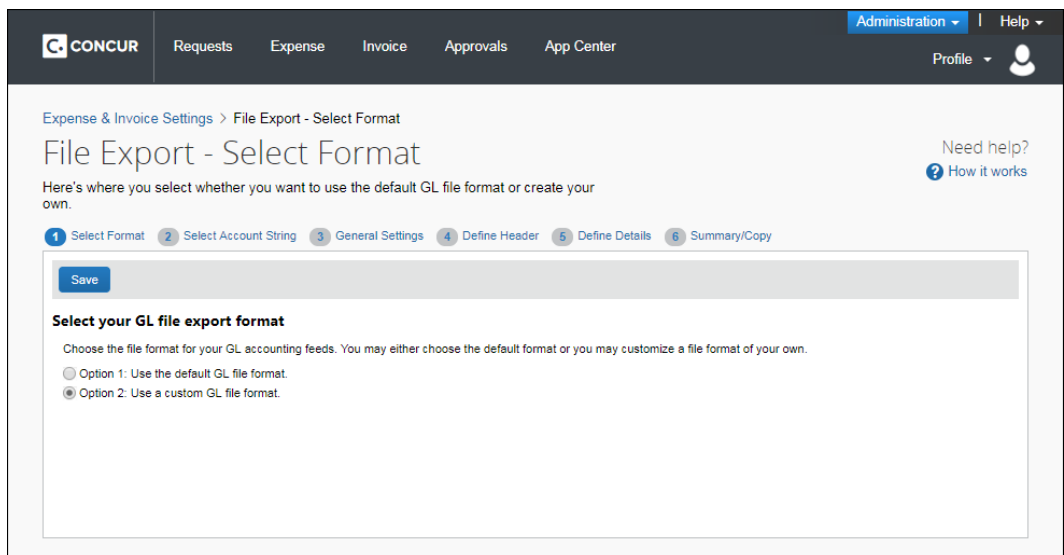 Administration | Help
C. CONCUR Requests Expense Invoice Approvals App Center
Profile
Expense & Invoice Settings > File Export - Select Format
File Export - Select Format
Need help?
? How it works
Here's where you select whether you want to use the default GL file format or create your
own.
1 Select Format 2 Select Account String 3 General Settings 4 Define Header 5 Define Details 6 Summary/Copy
Save
Select your GL file export format
Choose the file format for your GL accounting feeds. You may either choose the default format or you may customize a file format of your own.
Option 1: Use the default GL file format.
Option 2: Use a custom GL file format.